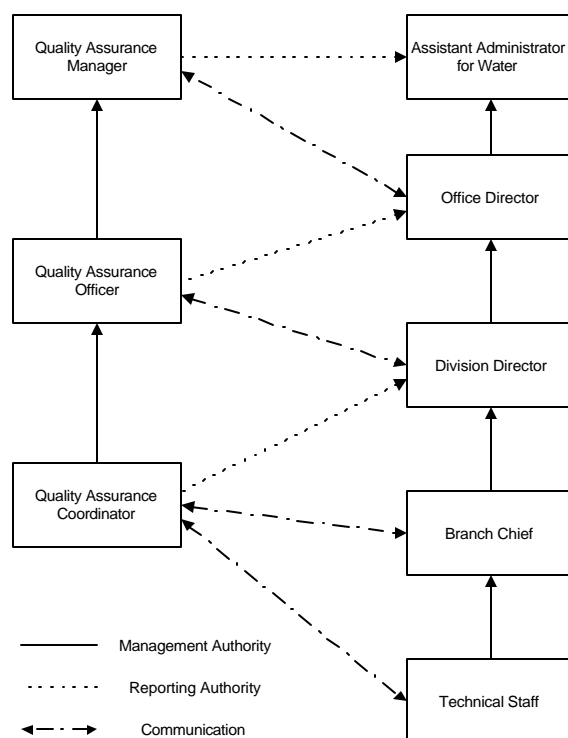 Quality Assurance
Manager
Assistant Administrator
for Water
Office Director
Quality Assurance
Officer
Division Director
Quality Assurance
Coordinator
Branch Chief
Technical Staff
Management Authority
Reporting Authority
Communication